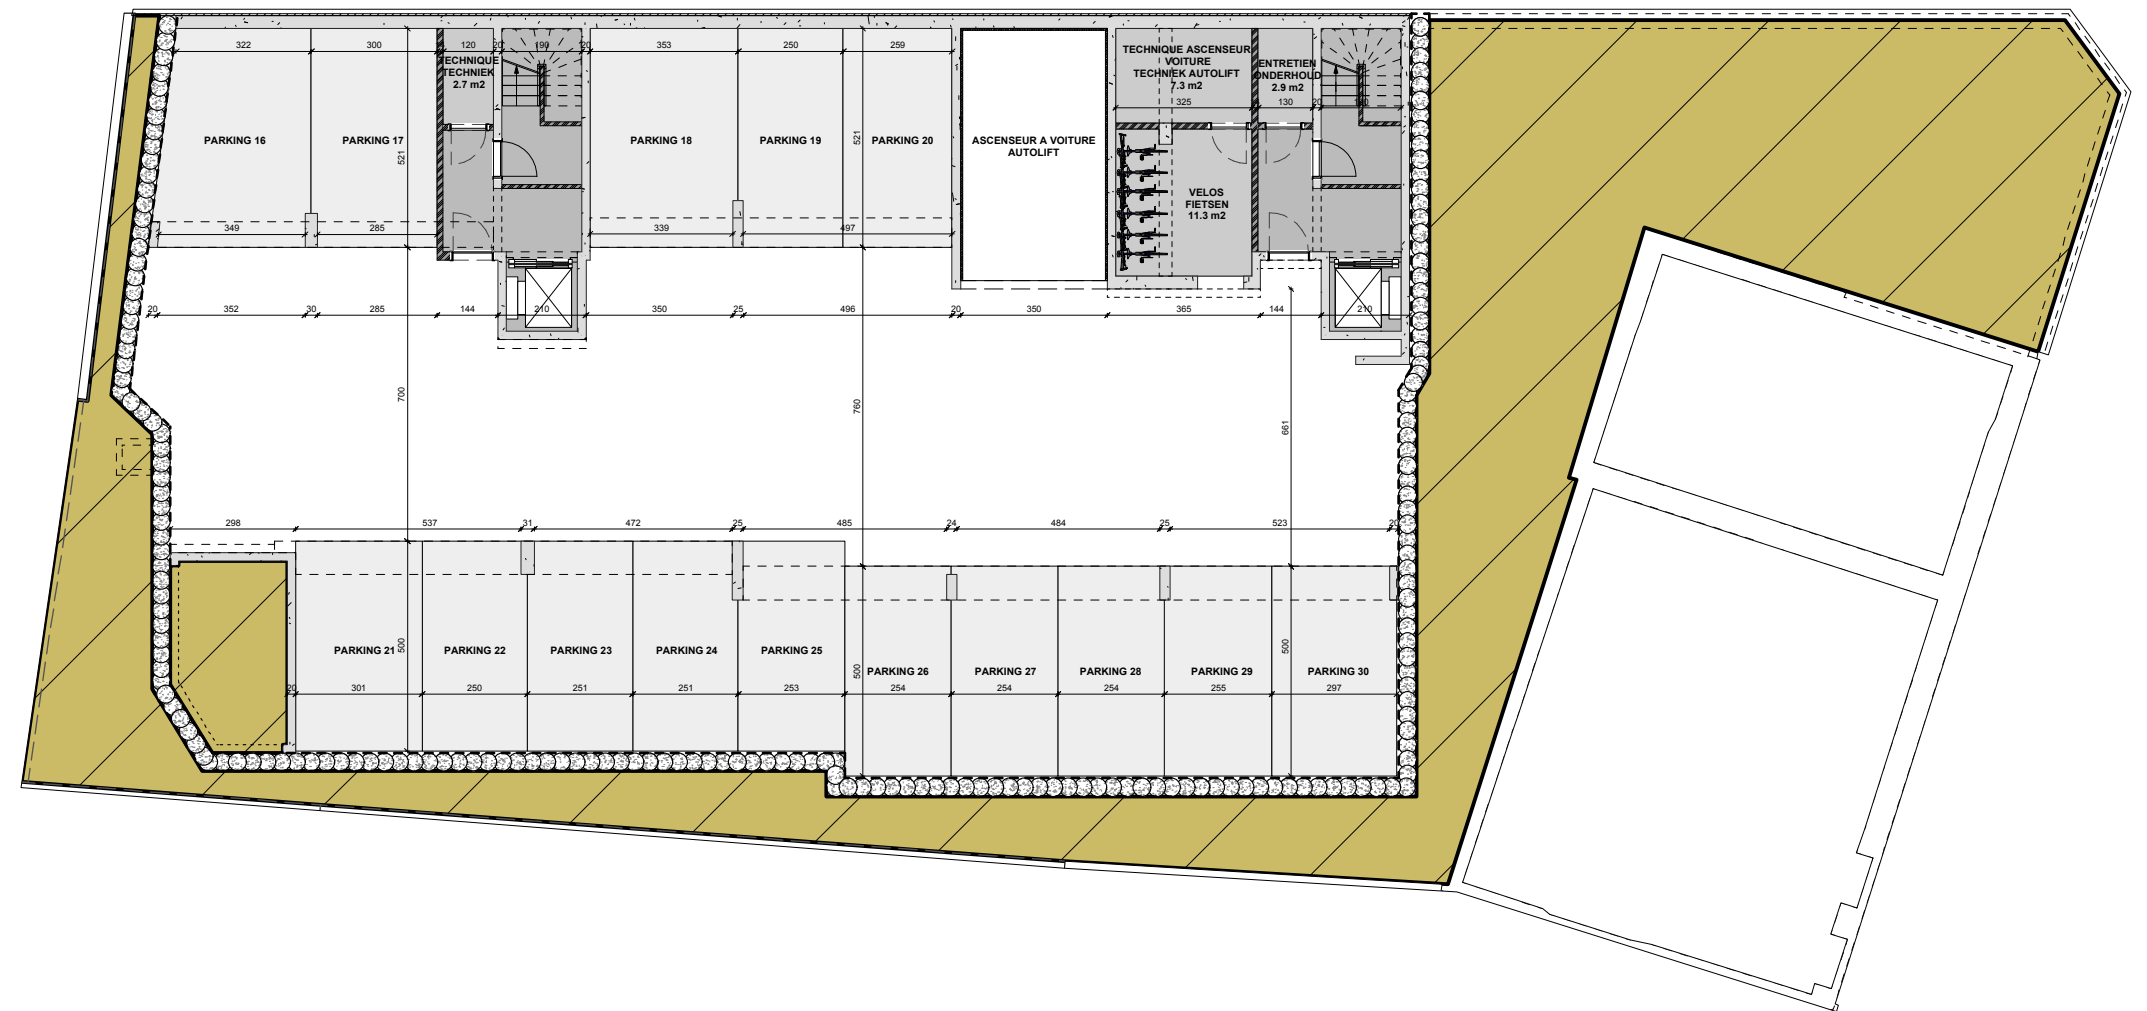 322
300
120
20
190
20
353
250
259
TECHNIQUE
TECHNIEK
2.7 m2
TECHNIQUE ASCENSEUR
VOITURE
TECHNIEK AUTOLIFT
7.3 m2
ENTRETIEN
ONDERHOUD
2.9 m2
325
130
20
PARKING 16
PARKING 17
521
PARKING 18
PARKING 19
521
PARKING 20
ASCENSEUR A VOITURE
AUTOLIFT
VELOS
FIETSEN
11.3 m2
349
285
339
497
20
352
30
285
144
210
350
25
496
20
350
365
144
210
700
760
661
298
537
31
472
25
485
24
484
25
523
20
PARKING 21
500
PARKING 22
PARKING 23
PARKING 24
PARKING 25
500
PARKING 26
PARKING 27
PARKING 28
PARKING 29
500
PARKING 30
20
301
250
251
251
253
254
254
254
255
297